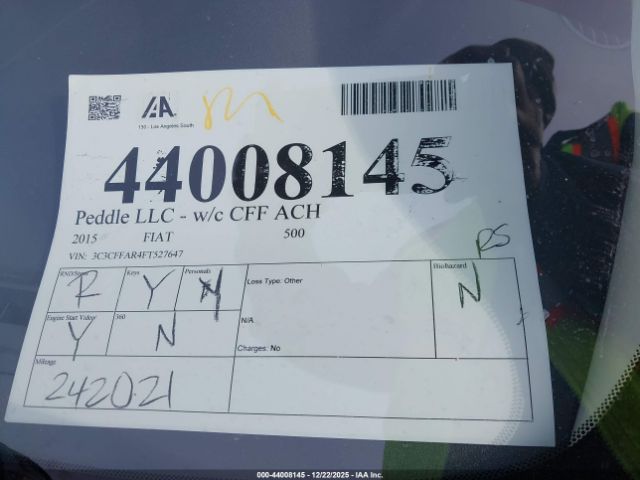 IAA
130 - Los Angeles South
44008145
Peddle LLC - w/c CFF ACH
2015 FIAT 500
VIN: 3C3CFFAR4FT527647
RS
Keys Personals Biohazard
R Y N
Loss Type: Other
N
Engine Start Video 360
Y N
N/A
Charges: No
Mileage
242021
000-44008145 - 12/22/2025 - IAA Inc.